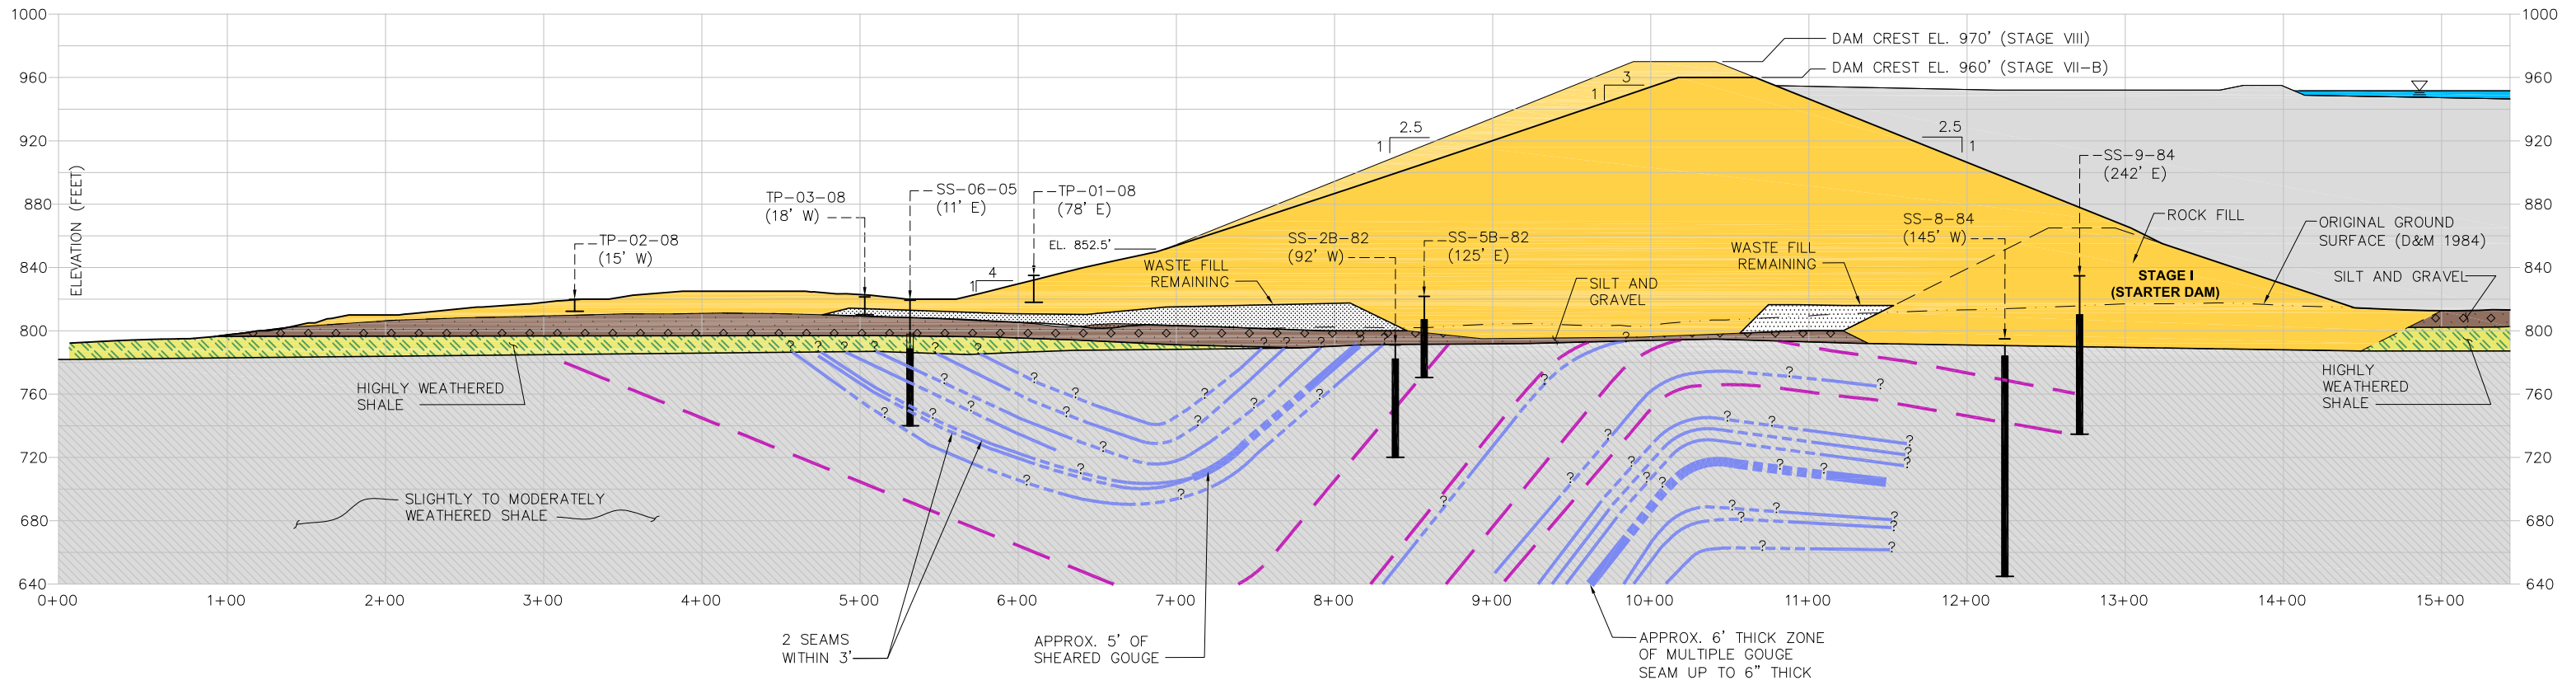 1000
960
920
880
840
800
760
720
680
640
ELEVATION (FEET)
0+00
1+00
2+00
3+00
4+00
5+00
6+00
7+00
8+00
9+00
10+00
11+00
12+00
13+00
14+00
15+00
1000
960
920
880
840
800
760
720
680
640
DAM CREST EL. 970' (STAGE VIII)
DAM CREST EL. 960' (STAGE VII-B)
3
1
2.5
1
2.5
1
4
1
TP-02-08
(15' W)
TP-03-08
(18' W)
SS-06-05
(11' E)
TP-01-08
(78' E)
EL. 852.5'
WASTE FILL
REMAINING
SS-2B-82
(92' W)
SS-5B-82
(125' E)
SILT AND
GRAVEL
WASTE FILL
REMAINING
SS-8-84
(145' W)
SS-9-84
(242' E)
ROCK FILL
ORIGINAL GROUND
SURFACE (D&M 1984)
STAGE I
(STARTER DAM)
SILT AND GRAVEL
HIGHLY WEATHERED
SHALE
HIGHLY
WEATHERED
SHALE
SLIGHTLY TO MODERATELY
WEATHERED SHALE
2 SEAMS
WITHIN 3'
APPROX. 5' OF
SHEARED GOUGE
APPROX. 6' THICK ZONE
OF MULTIPLE GOUGE
SEAM UP TO 6" THICK